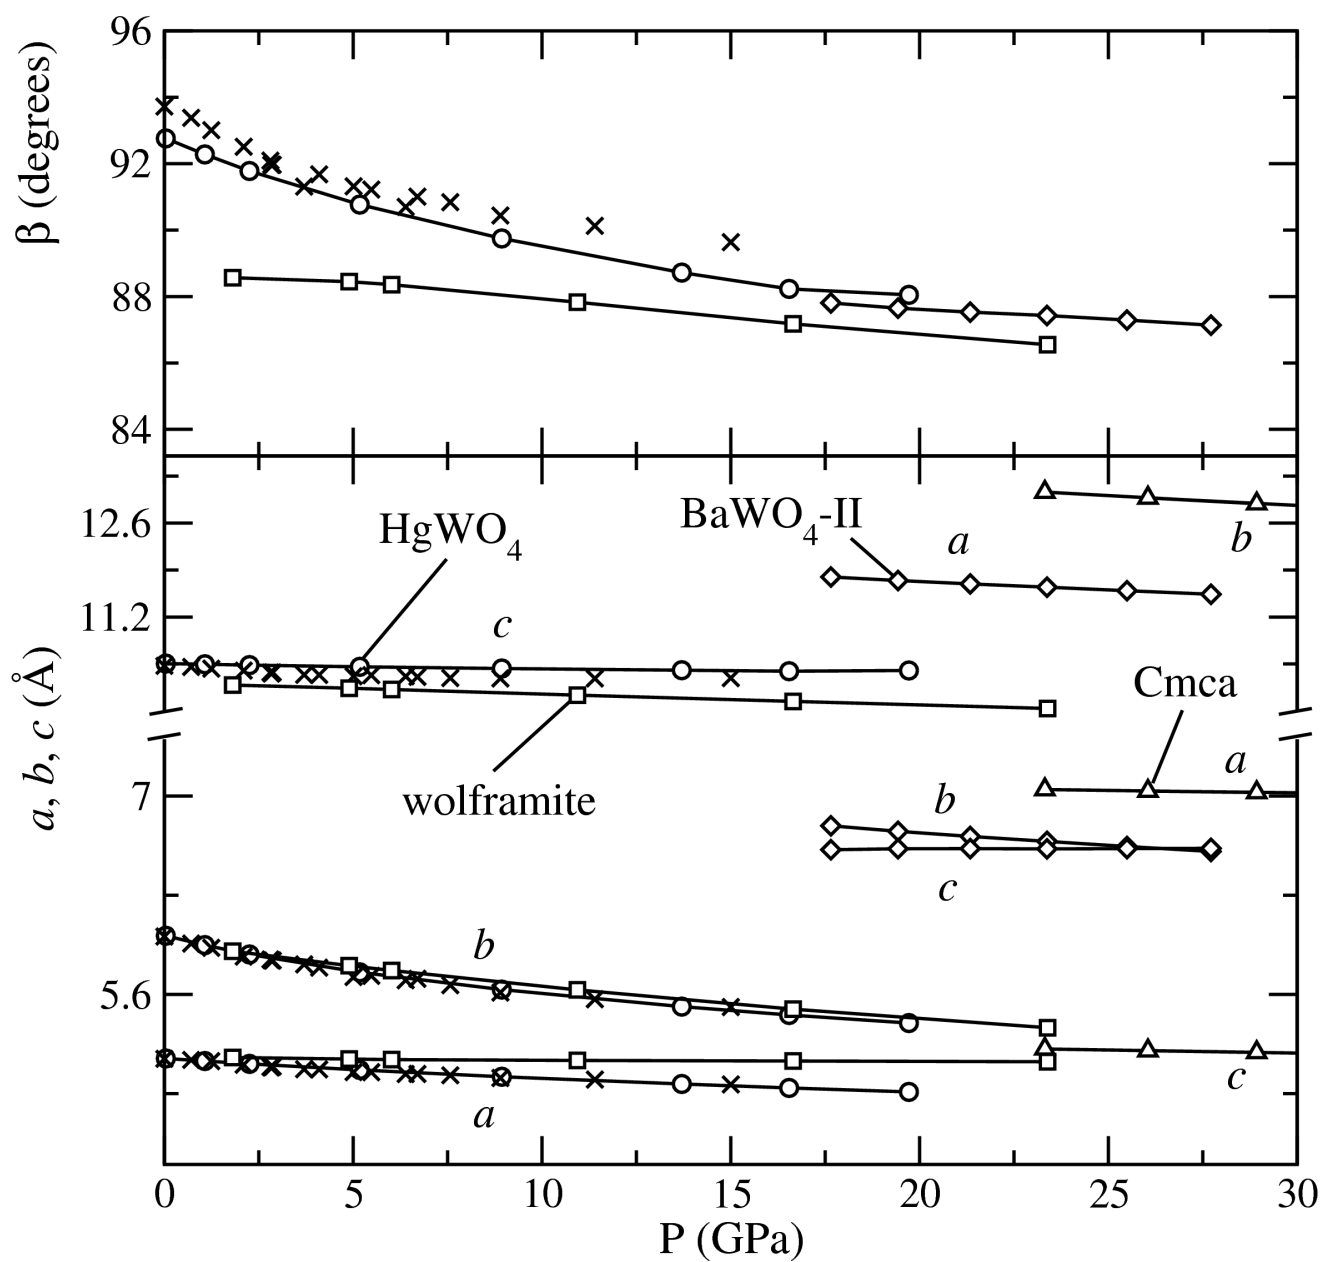 96
92
88
84
β (degrees)
12.6
11.2
7
5.6
a, b, c (Å)
HgWO4
BaWO4-II
a
b
c
Cmca
wolframite
a
b
c
b
a
c
0 5 10 15 20 25 30
P (GPa)